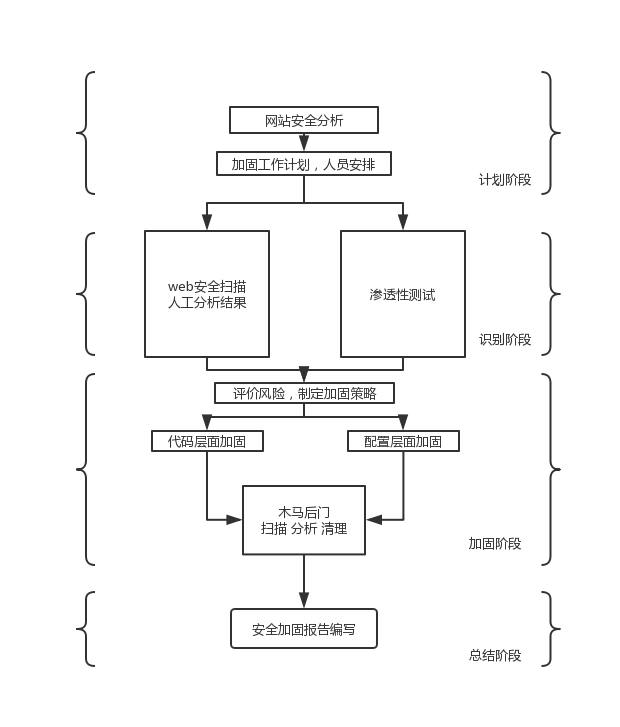 网站安全分析
加固工作计划，人员安排
计划阶段
web安全扫描
人工分析结果
渗透性测试
识别阶段
评价风险，制定加固策略
代码层面加固
配置层面加固
木马后门
扫描 分析 清理
加固阶段
安全加固报告编写
总结阶段